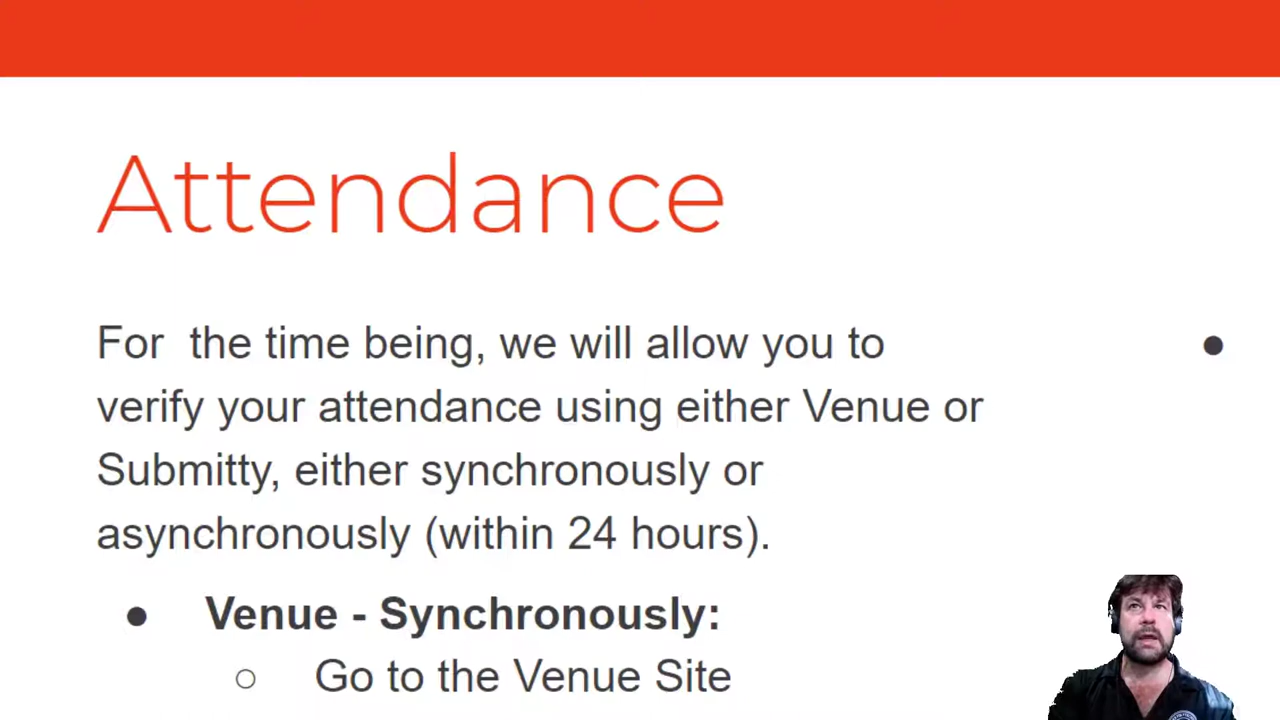 Attendance
For  the time being, we will allow you to
verify your attendance using either Venue or
Submitty, either synchronously or
asynchronously (within 24 hours).
● Venue - Synchronously:
○ Go to the Venue Site
●